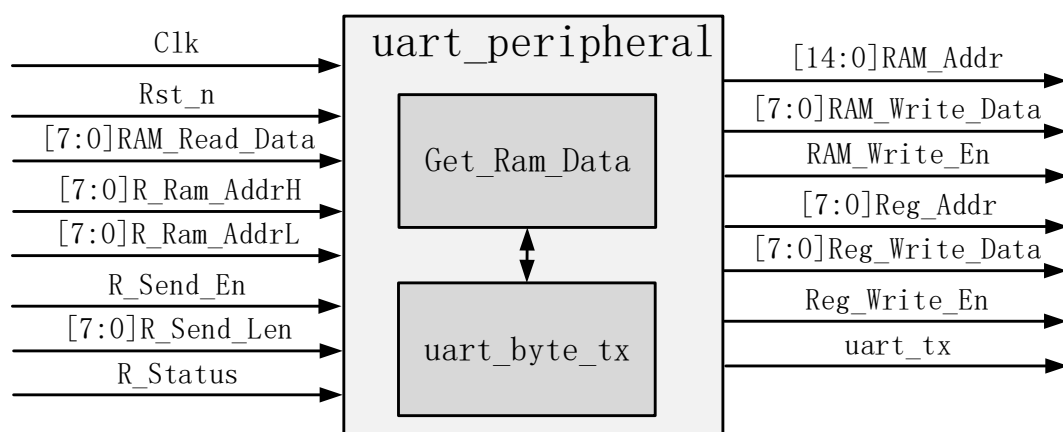 uart_peripheral
Clk
Rst_n
[7:0]RAM_Read_Data
[7:0]R_Ram_AddrH
[7:0]R_Ram_AddrL
R_Send_En
[7:0]R_Send_Len
R_Status
Get_Ram_Data
uart_byte_tx
[14:0]RAM_Addr
[7:0]RAM_Write_Data
RAM_Write_En
[7:0]Reg_Addr
[7:0]Reg_Write_Data
Reg_Write_En
uart_tx